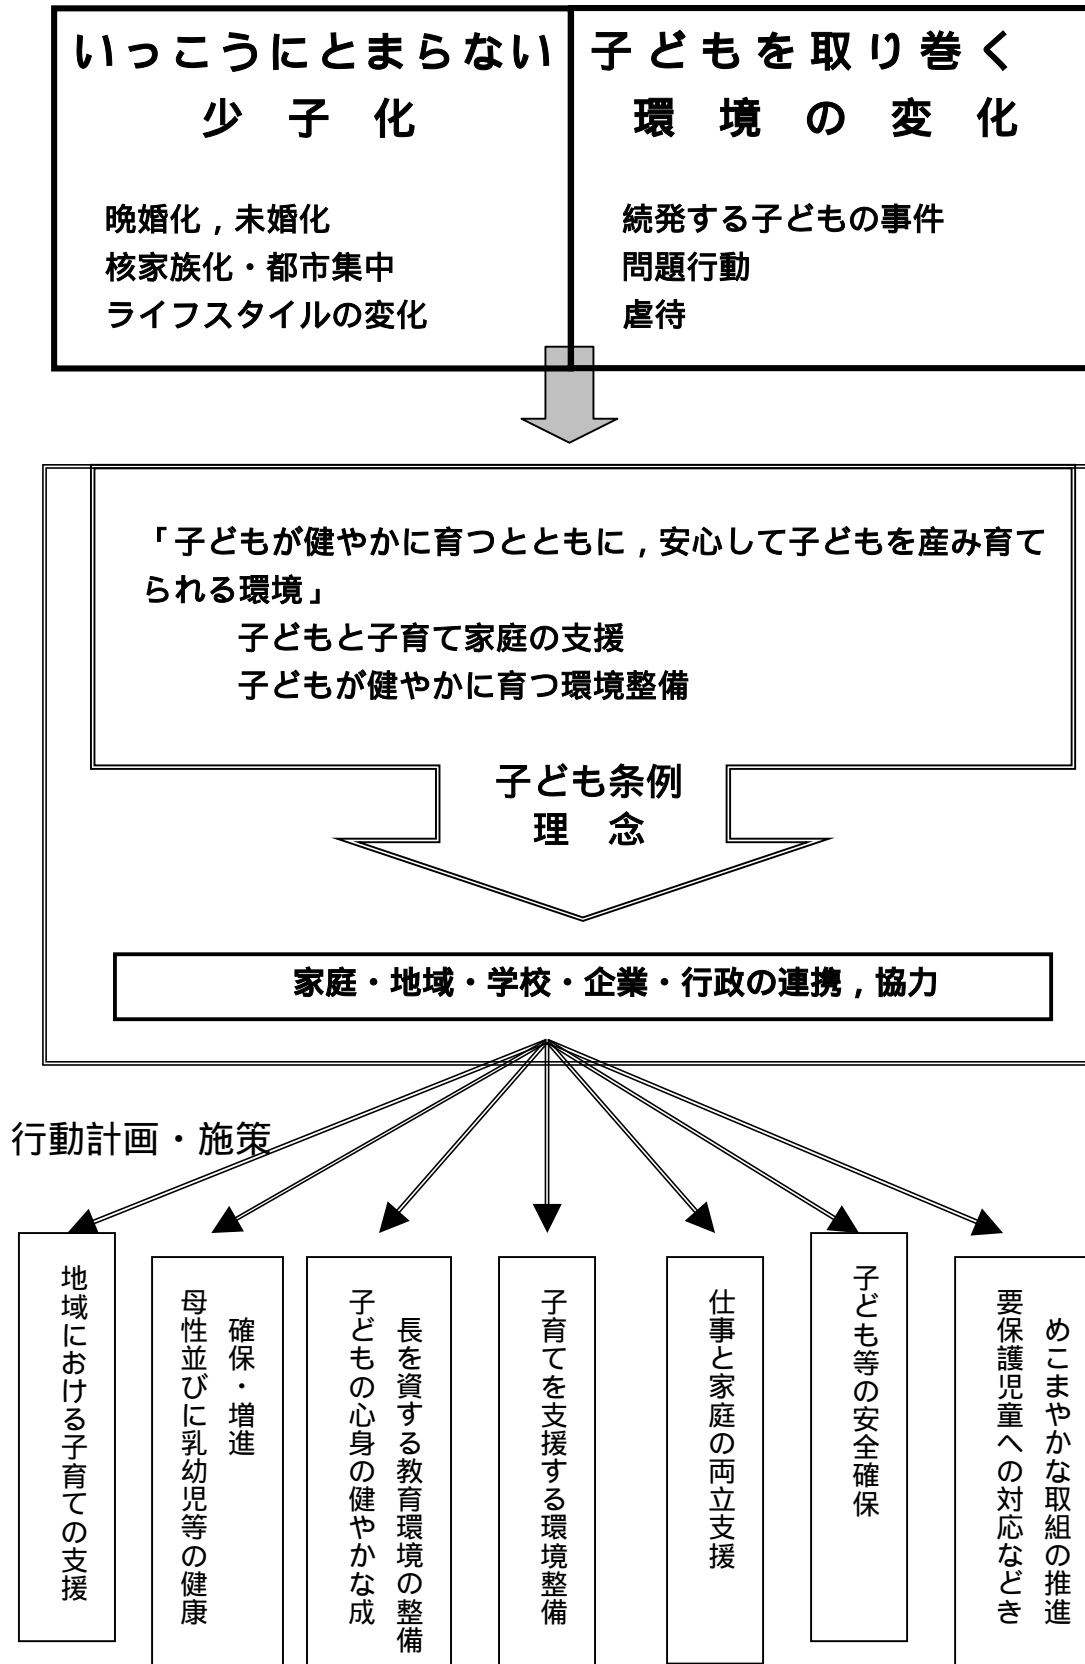 いっこうにとまらない
少子化
晩婚化，未婚化
核家族化・都市集中
ライフスタイルの変化
子どもを取り巻く
環境の変化
続発する子どもの事件
問題行動
虐待
「子どもが健やかに育つとともに，安心して子どもを産み育て
られる環境」
子どもと子育て家庭の支援
子どもが健やかに育つ環境整備
子ども条例
理念
家庭・地域・学校・企業・行政の連携，協力
行動計画・施策
地域における子育ての支援
母性並びに乳幼児等の健康
確保・増進
子どもの心身の健やかな成
長を資する教育環境の整備
子育てを支援する環境整備
仕事と家庭の両立支援
子ども等の安全確保
要保護児童への対応などき
めこまやかな取組の推進